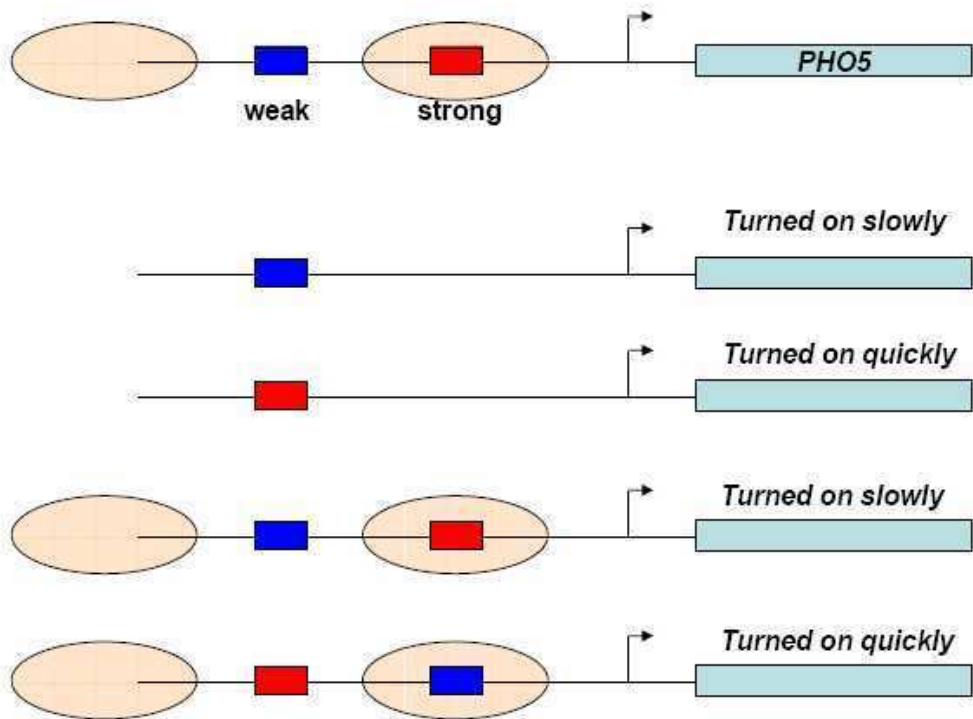 PHO5
weak
strong
Turned on slowly
Turned on quickly
Turned on slowly
Turned on quickly